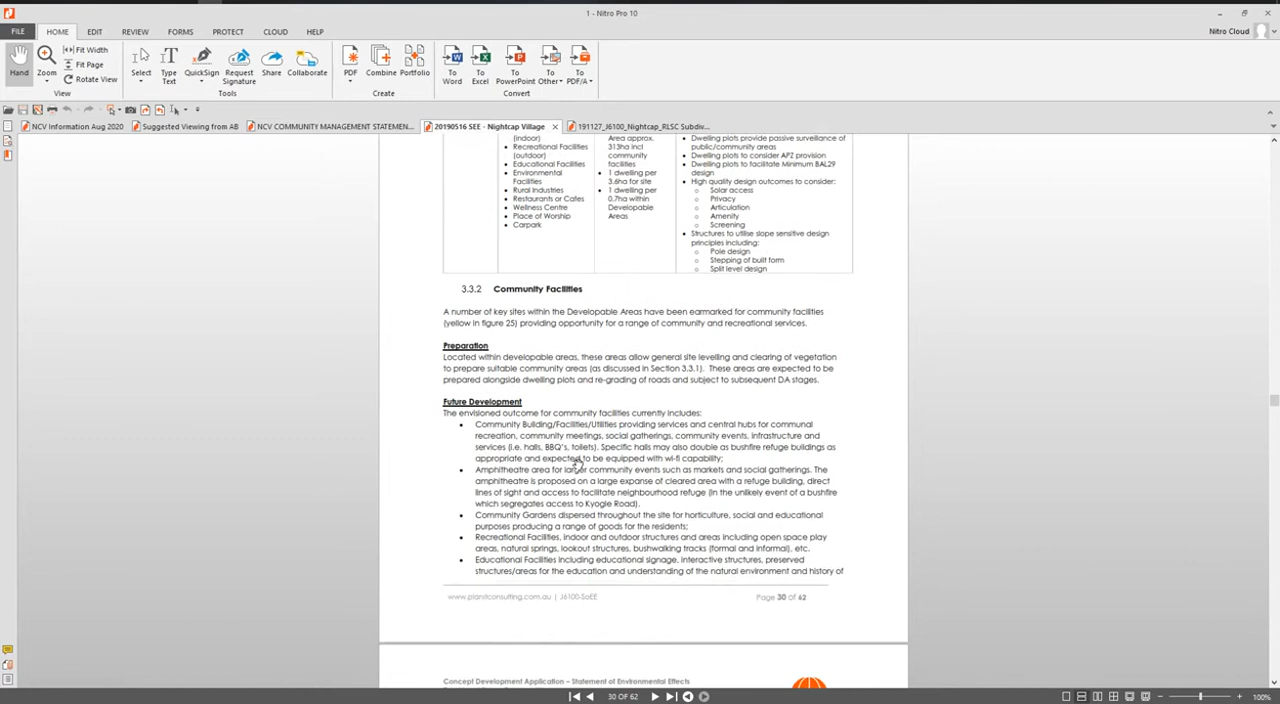 1 - Nitro Pro 10
FILE HOME EDIT REVIEW FORMS PROTECT CLOUD HELP
Nitro Cloud
Hand
Zoom
Fit Width
Fit Page
Rotate View
View
Select
Type Text
QuickSign
Request Signature
Share
Collaborate
Tools
PDF
Combine
Portfolio
Create
To Word
To Excel
To PowerPoint
To Other
To PDF/A
Convert
NCV Information Aug 2020
Suggested Viewing from AB
NCV COMMUNITY MANAGEMENT STATEMEN...
20190516 SEE - Nightcap Village
191127_J6100_Nightcap_RLSC Subdiv...
(indoor)
• Recreational Facilities (outdoor)
• Educational Facilities
• Environmental Facilities
• Rural Industries
• Restaurants or Cafes
• Wellness Centre
• Place of Worship
• Carpark
Area approx. 313ha incl community facilities
• 1 dwelling per 3.6ha for site
• 1 dwelling per 0.7ha within Developable Areas
• Dwelling plots provide passive surveillance of public/community areas
• Dwelling plots to consider APZ provision
• Dwelling plots to facilitate Minimum BAL29 design
• High quality design outcomes to consider:
o Solar access
o Privacy
o Articulation
o Amenity
o Screening
• Structures to utilise slope sensitive design principles including:
o Pole design
o Stepping of built form
o Split level design
3.3.2 Community Facilities
A number of key sites within the Developable Areas have been earmarked for community facilities
(yellow in figure 25) providing opportunity for a range of community and recreational services.
Preparation
Located within developable areas, these areas allow general site levelling and clearing of vegetation
to prepare suitable community areas (as discussed in Section 3.3.1). These areas are expected to be
prepared alongside dwelling plots and re-grading of roads and subject to subsequent DA stages.
Future Development
The envisioned outcome for community facilities currently includes:
• Community Building/Facilities/Utilities providing services and central hubs for communal
recreation, community meetings, social gatherings, community events, infrastructure and
services (i.e. halls, BBQ's, toilets). Specific halls may also double as bushfire refuge buildings as
appropriate and expected to be equipped with wi-fi capability;
• Amphitheatre area for larger community events such as markets and social gatherings. The
amphitheatre is proposed on a large expanse of cleared area with a refuge building, direct
lines of sight and access to facilitate neighbourhood refuge (in the unlikely event of a bushfire
which segregates access to Kyogle Road).
• Community Gardens dispersed throughout the site for horticulture, social and educational
purposes producing a range of goods for the residents;
• Recreational Facilities, indoor and outdoor structures and areas including open space play
areas, natural springs, lookout structures, bushwalking tracks (formal and informal), etc.
• Educational Facilities including educational signage, interactive structures, preserved
structures/areas for the education and understanding of the natural environment and history of
www.planitconsulting.com.au | J6100-SoEE
Page 30 of 62
Concept Development Application – Statement of Environmental Effects
30 OF 62
100%